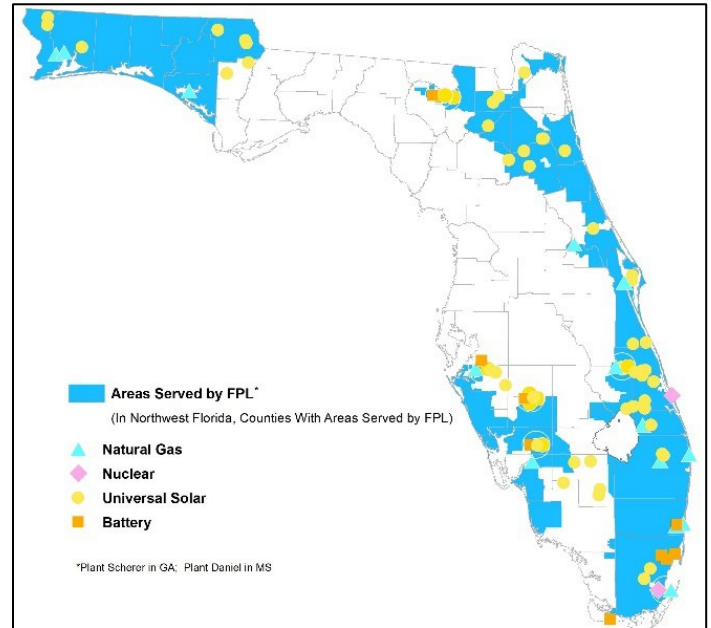 Areas Served by FPL*
(In Northwest Florida, Counties With Areas Served by FPL)
Natural Gas
Nuclear
Universal Solar
Battery
*Plant Scherer in GA; Plant Daniel in MS